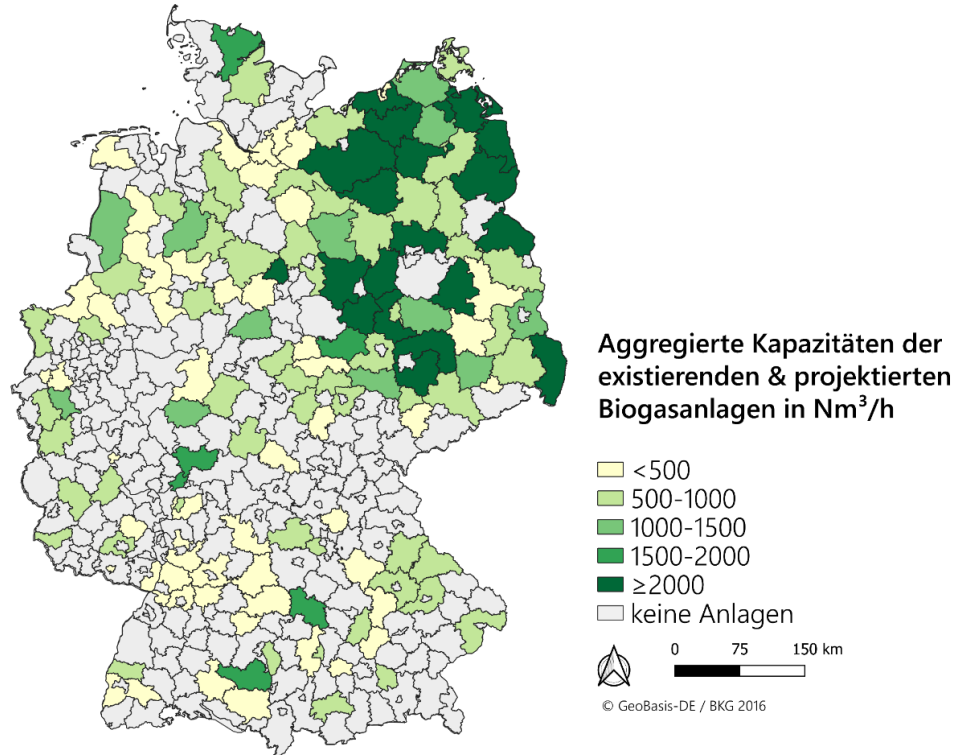 Aggregierte Kapazitäten der
existierenden & projektierten
Biogasanlagen in Nm³/h
<500
500-1000
1000-1500
1500-2000
≥2000
keine Anlagen
0 75 150 km
© GeoBasis-DE / BKG 2016